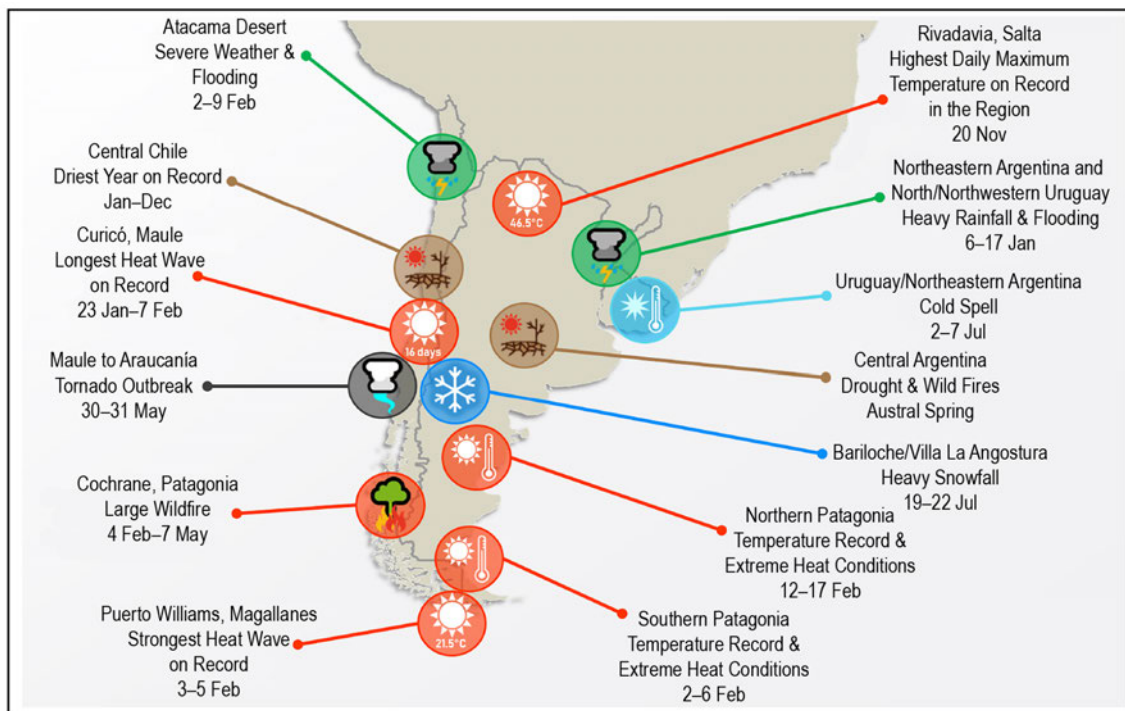 Atacama Desert
Severe Weather &
Flooding
2–9 Feb
Central Chile
Driest Year on Record
Jan–Dec
Curicó, Maule
Longest Heat Wave
on Record
23 Jan–7 Feb
Maule to Araucanía
Tornado Outbreak
30–31 May
Cochrane, Patagonia
Large Wildfire
4 Feb–7 May
Puerto Williams, Magallanes
Strongest Heat Wave
on Record
3–5 Feb
46.5°C
16 days
21.5°C
Rivadavia, Salta
Highest Daily Maximum
Temperature on Record
in the Region
20 Nov
Northeastern Argentina and
North/Northwestern Uruguay
Heavy Rainfall & Flooding
6–17 Jan
Uruguay/Northeastern Argentina
Cold Spell
2–7 Jul
Central Argentina
Drought & Wild Fires
Austral Spring
Bariloche/Villa La Angostura
Heavy Snowfall
19–22 Jul
Northern Patagonia
Temperature Record &
Extreme Heat Conditions
12–17 Feb
Southern Patagonia
Temperature Record &
Extreme Heat Conditions
2–6 Feb